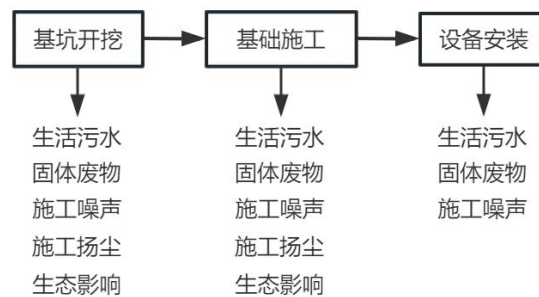 基坑开挖
基础施工
设备安装
生活污水
固体废物
施工噪声
施工扬尘
生态影响
生活污水
固体废物
施工噪声
施工扬尘
生态影响
生活污水
固体废物
施工噪声